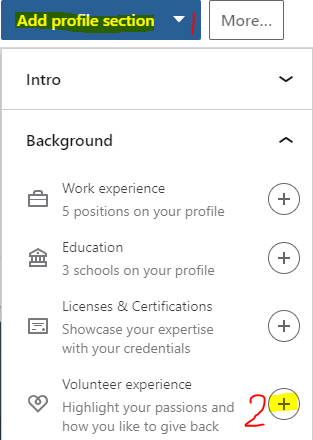 Add profile section 1 More...
Intro
Background
Work experience
5 positions on your profile
Education
3 schools on your profile
Licenses & Certifications
Showcase your expertise
with your credentials
Volunteer experience
Highlight your passions and
how you like to give back
2